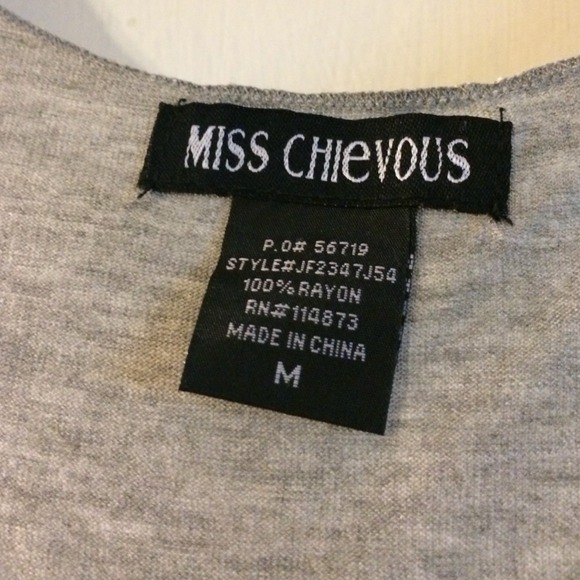 MISS CHIeVOUS
P.O# 56719
STYLE#JF2347J54
100%RAYON
RN#114873
MADE IN CHINA
M